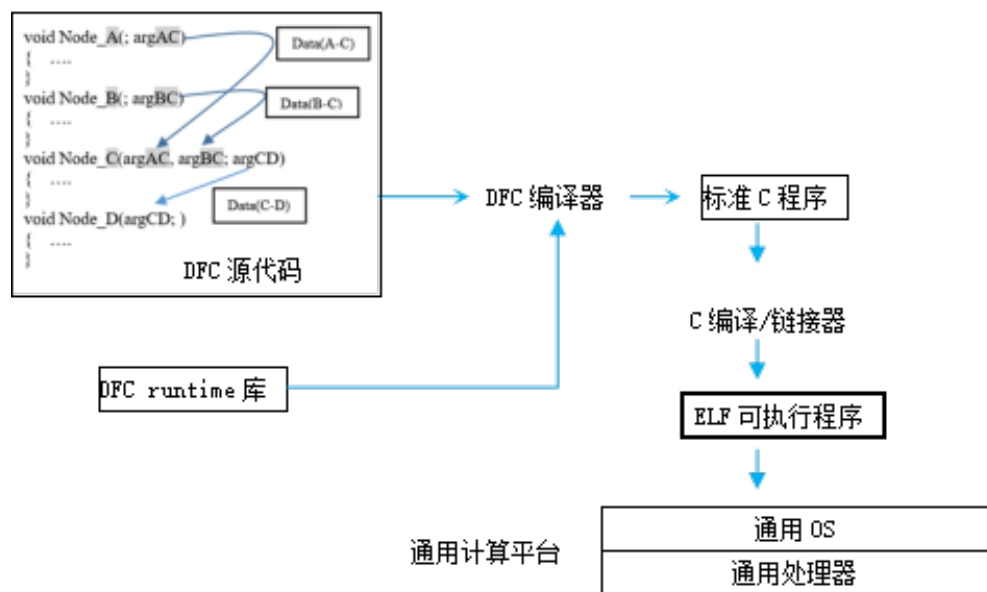 void Node_A(; argAC)
Data(A-C)
{ ....
}
void Node_B(; argBC)
Data(B-C)
{ ....
}
void Node_C(argAC, argBC; argCD)
{ ....
}
Data(C-D)
void Node_D(argCD; )
{ ....
}
DFC 源代码
DFC 编译器
标准 C 程序
C 编译/链接器
DFC runtime 库
ELF 可执行程序
通用计算平台
通用 OS
通用处理器